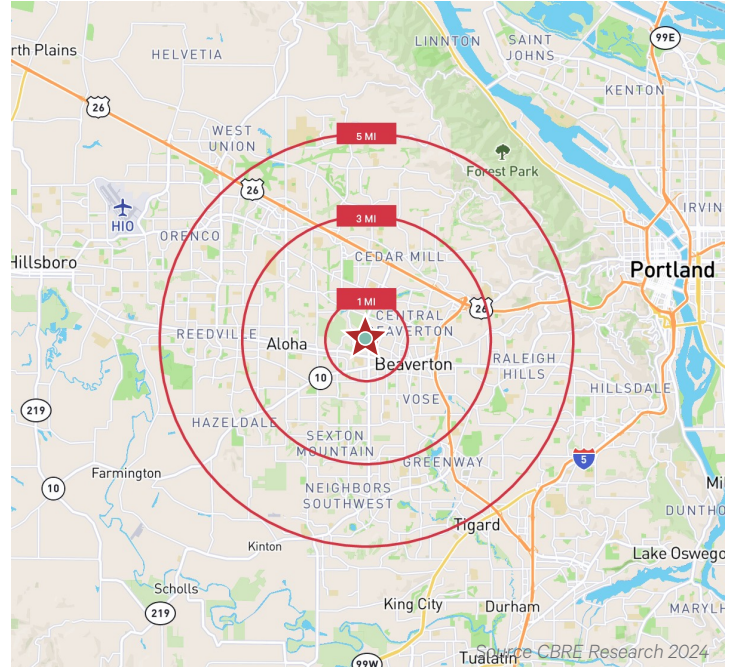 LINNTON
SAINT
JOHNS
99E
rth Plains
HELVETIA
KENTON
26
WEST
UNION
5 MI
Forest Park
26
HIO
ORENCO
3 MI
IRVIN
CEDAR MILL
Hillsboro
Portland
1 MI
26
CENTRAL
EAVERTON
REEDVILLE
Aloha
Beaverton
RALEIGH
HILLS
10
HILLSDALE
VOSE
219
HAZELDALE
SEXTON
MOUNTAIN
GREENWAY
5
Farmington
10
NEIGHBORS
SOUTHWEST
Mi
DUNTHO
Tigard
Kinton
Lake Oswego
Scholls
219
King City
Durham
MARYLH
Source CBRE Research 2024
99W
Tualatin